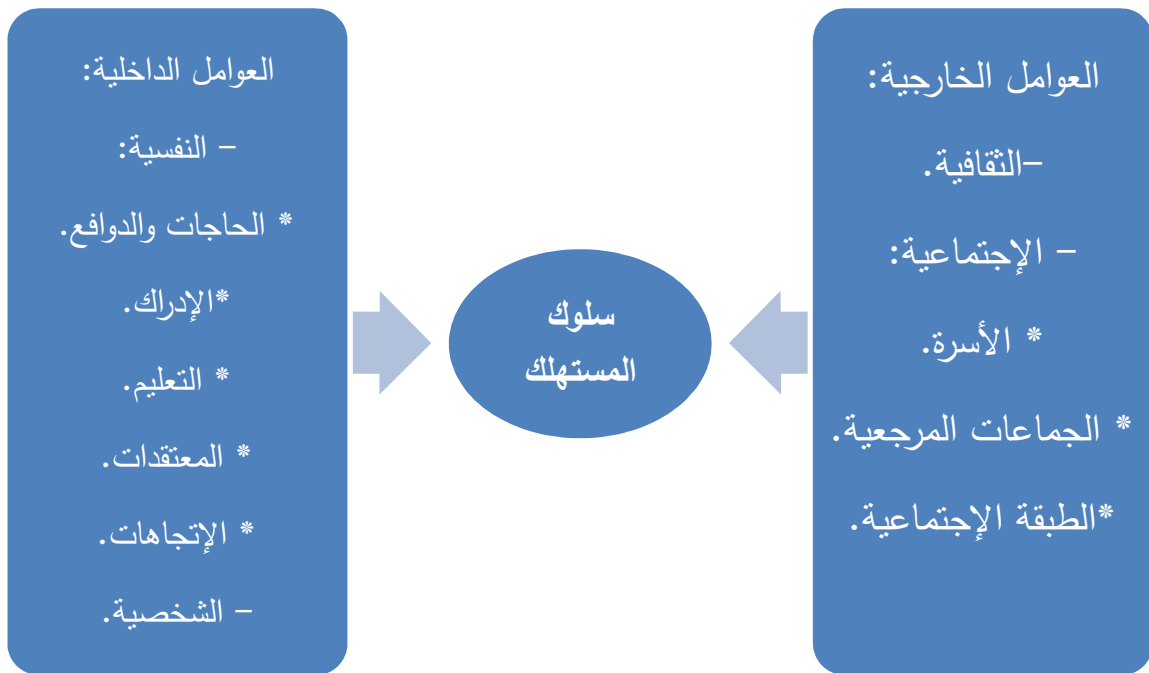 العوامل الخارجية:
–الثقافية.
– الإجتماعية:
* الأسرة.
* الجماعات المرجعية.
*الطبقة الإجتماعية.
سلوك
المستهلك
العوامل الداخلية:
– النفسية:
* الحاجات والدوافع.
*الإدراك.
* التعليم.
* المعتقدات.
* الإتجاهات.
– الشخصية.